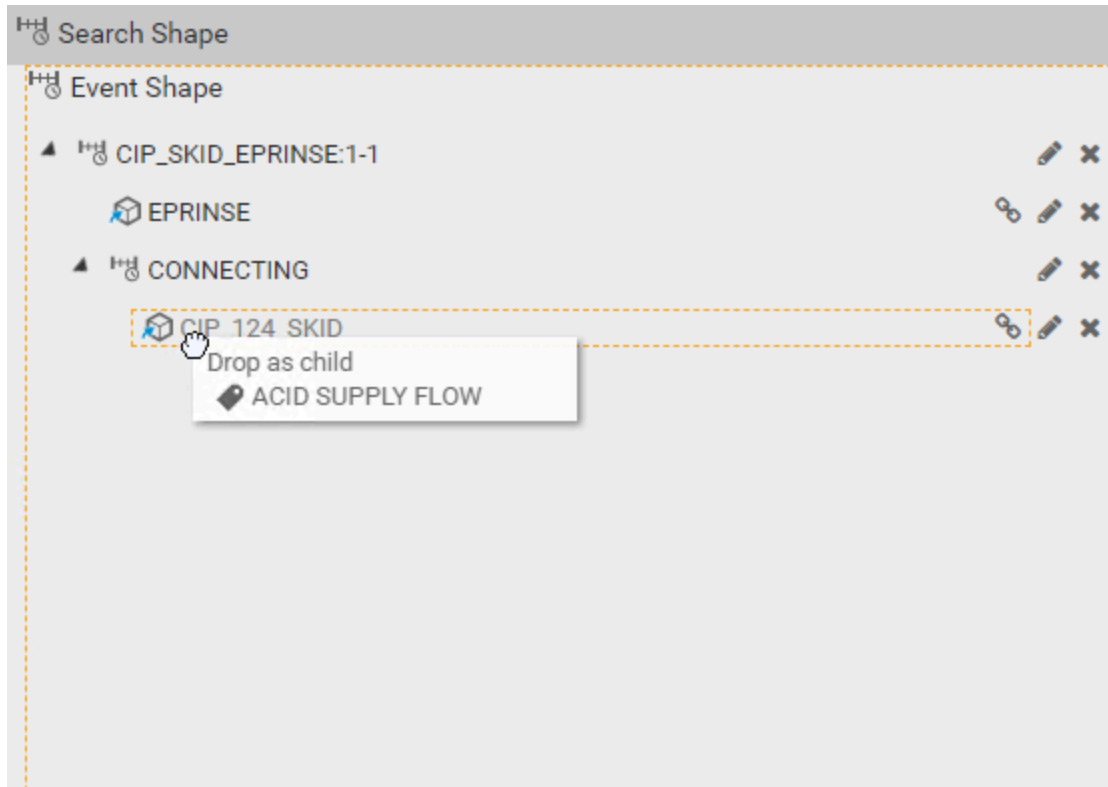 Search Shape
Event Shape
CIP_SKID_EPRINSE:1-1
EPRINSE
CONNECTING
CIP_124_SKID
Drop as child
ACID SUPPLY FLOW